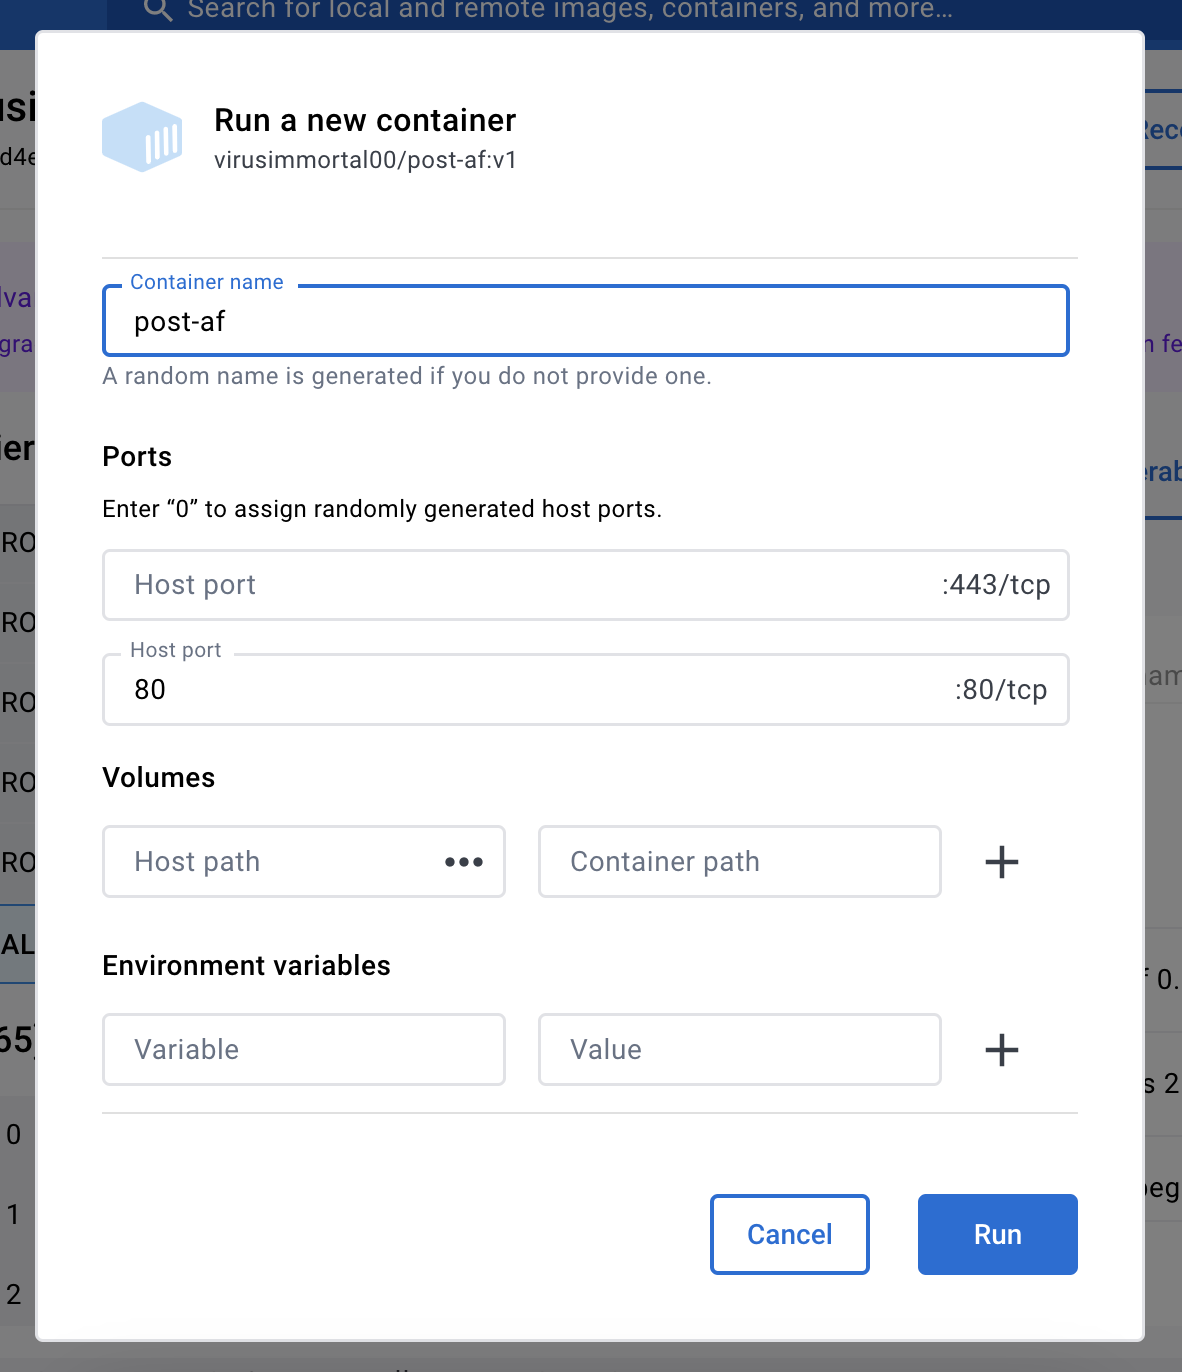 Search for local and remote images, containers, and more...
Run a new container
virusimmortal00/post-af:v1
Container name
post-af
A random name is generated if you do not provide one.
Ports
Enter “0” to assign randomly generated host ports.
Host port
:443/tcp
Host port
80
:80/tcp
Volumes
Host path
Container path
Environment variables
Variable
Value
0
1
2
Cancel
Run